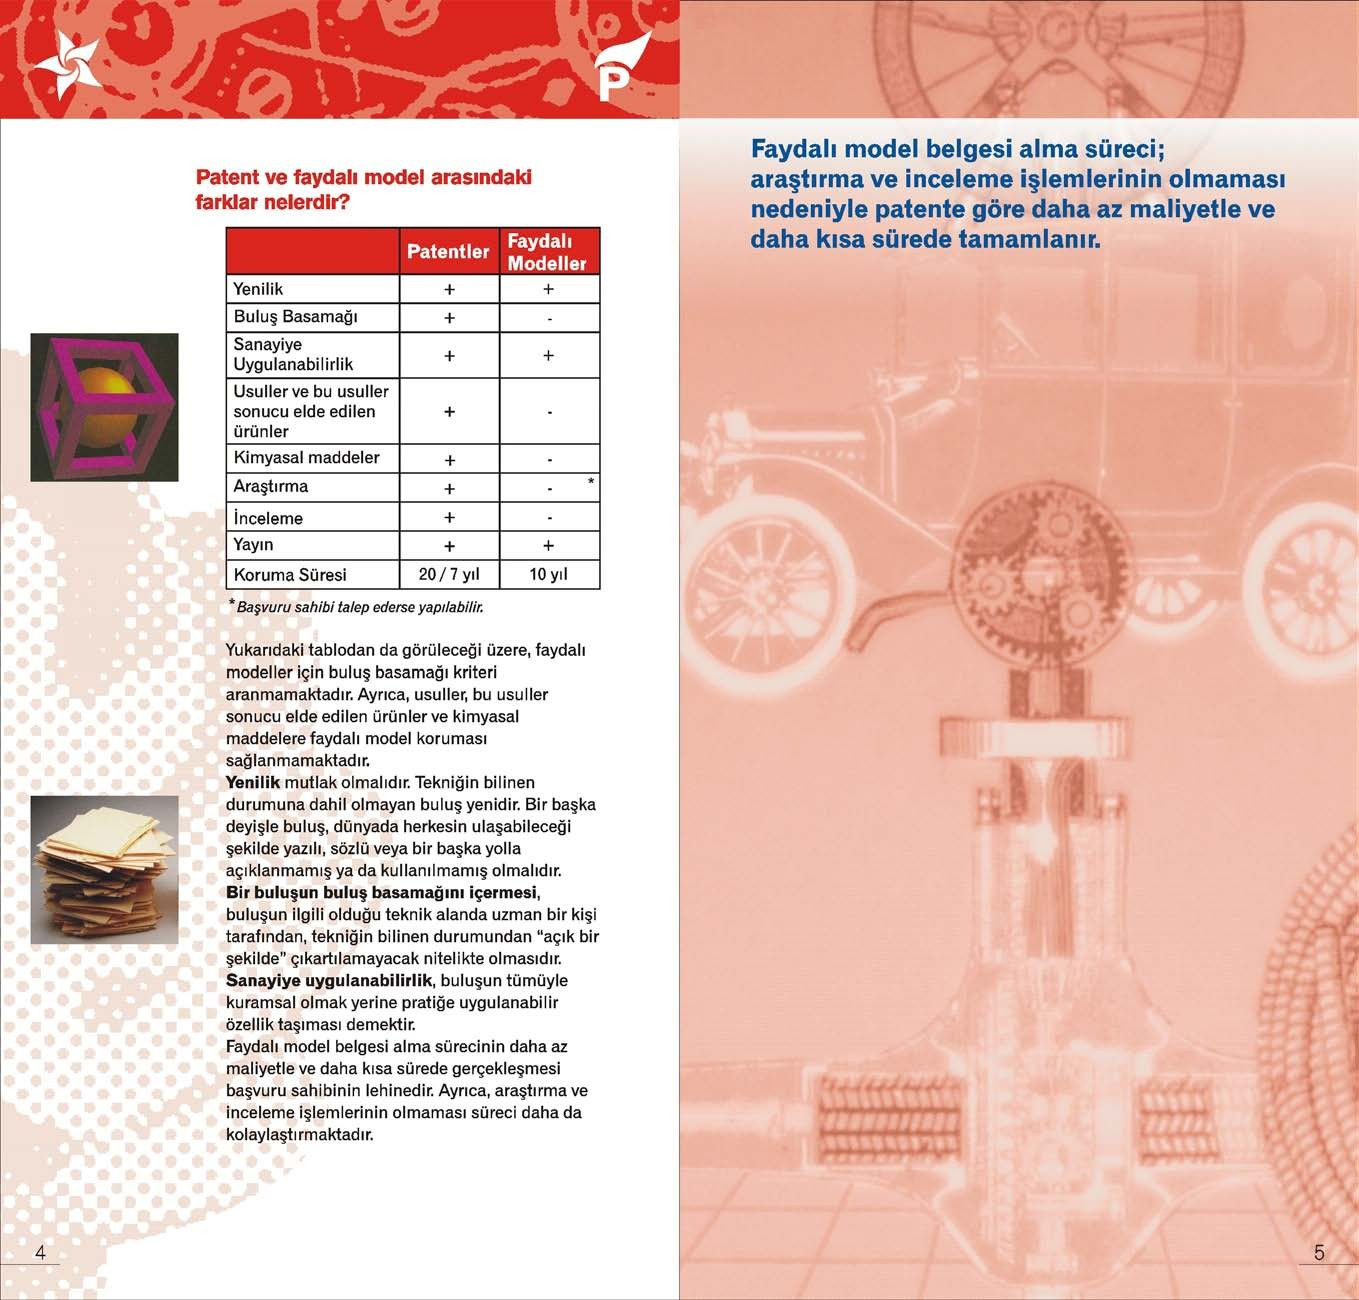 P
Patent ve faydalı model arasındaki
farklar nelerdir?
Patentler Faydalı Modeller
Yenilik + +
Buluş Basamağı + -
Sanayiye
Uygulanabilirlik + +
Usuller ve bu usuller
sonucu elde edilen + -
ürünler
Kimyasal maddeler + -
Araştırma + - *
İnceleme + -
Yayın + +
Koruma Süresi 20 / 7 yıl 10 yıl
* Başvuru sahibi talep ederse yapılabilir.
Yukarıdaki tablodan da görüleceği üzere, faydalı
modeller için buluş basamağı kriteri
aranmamaktadır. Ayrıca, usuller, bu usuller
sonucu elde edilen ürünler ve kimyasal
maddelere faydalı model koruması
sağlanmamaktadır.
Yenilik mutlak olmalıdır. Tekniğin bilinen
durumuna dahil olmayan buluş yenidir. Bir başka
deyişle buluş, dünyada herkesin ulaşabileceği
şekilde yazılı, sözlü veya bir başka yolla
açıklanmamış ya da kullanılmamış olmalıdır.
Bir buluşun buluş basamağını içermesi,
buluşun ilgili olduğu teknik alanda uzman bir kişi
tarafından, tekniğin bilinen durumundan “açık bir
şekilde” çıkartılamayacak nitelikte olmasıdır.
Sanayiye uygulanabilirlik, buluşun tümüyle
kuramsal olmak yerine pratiğe uygulanabilir
özellik taşıması demektir.
Faydalı model belgesi alma sürecinin daha az
maliyetle ve daha kısa sürede gerçekleşmesi
başvuru sahibinin lehinedir. Ayrıca, araştırma ve
inceleme işlemlerinin olmaması süreci daha da
kolaylaştırmaktadır.
4
Faydalı model belgesi alma süreci;
araştırma ve inceleme işlemlerinin olmaması
nedeniyle patente göre daha az maliyetle ve
daha kısa sürede tamamlanır.
5